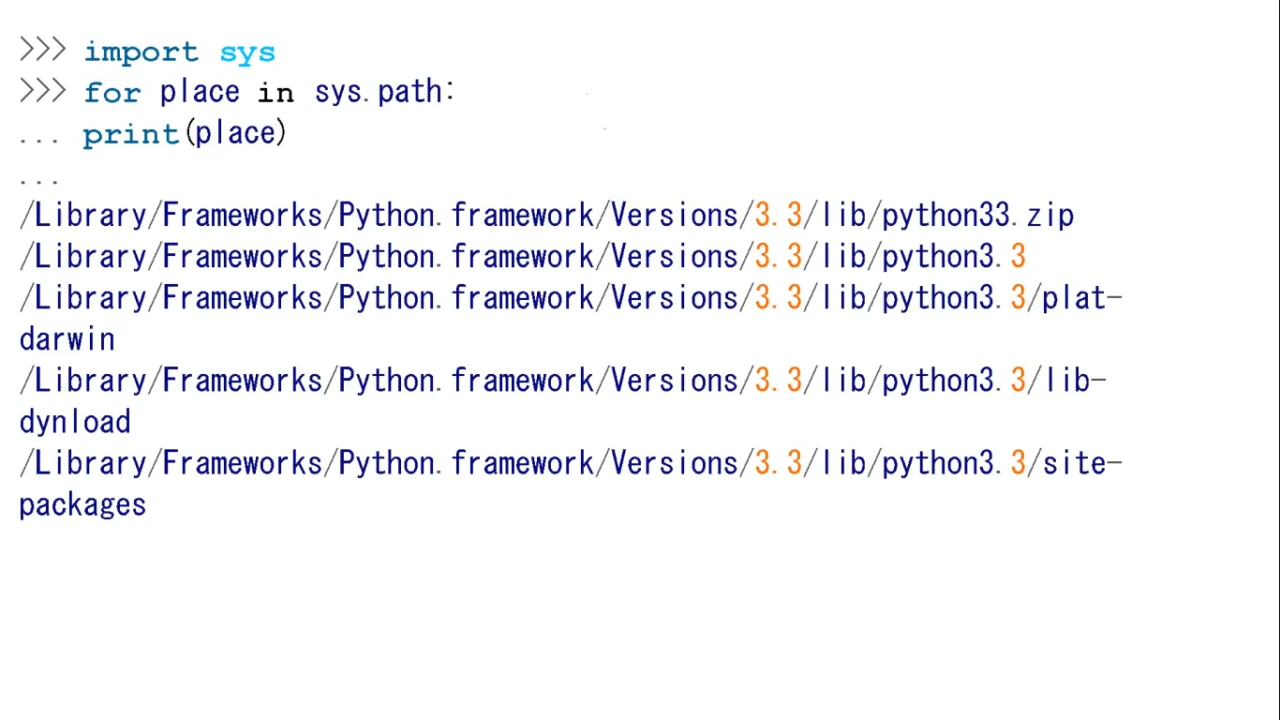 >>> import sys
>>> for place in sys.path:
... print(place)
...
/Library/Frameworks/Python.framework/Versions/3.3/lib/python33.zip
/Library/Frameworks/Python.framework/Versions/3.3/lib/python3.3
/Library/Frameworks/Python.framework/Versions/3.3/lib/python3.3/plat-
darwin
/Library/Frameworks/Python.framework/Versions/3.3/lib/python3.3/lib-
dynload
/Library/Frameworks/Python.framework/Versions/3.3/lib/python3.3/site-
packages